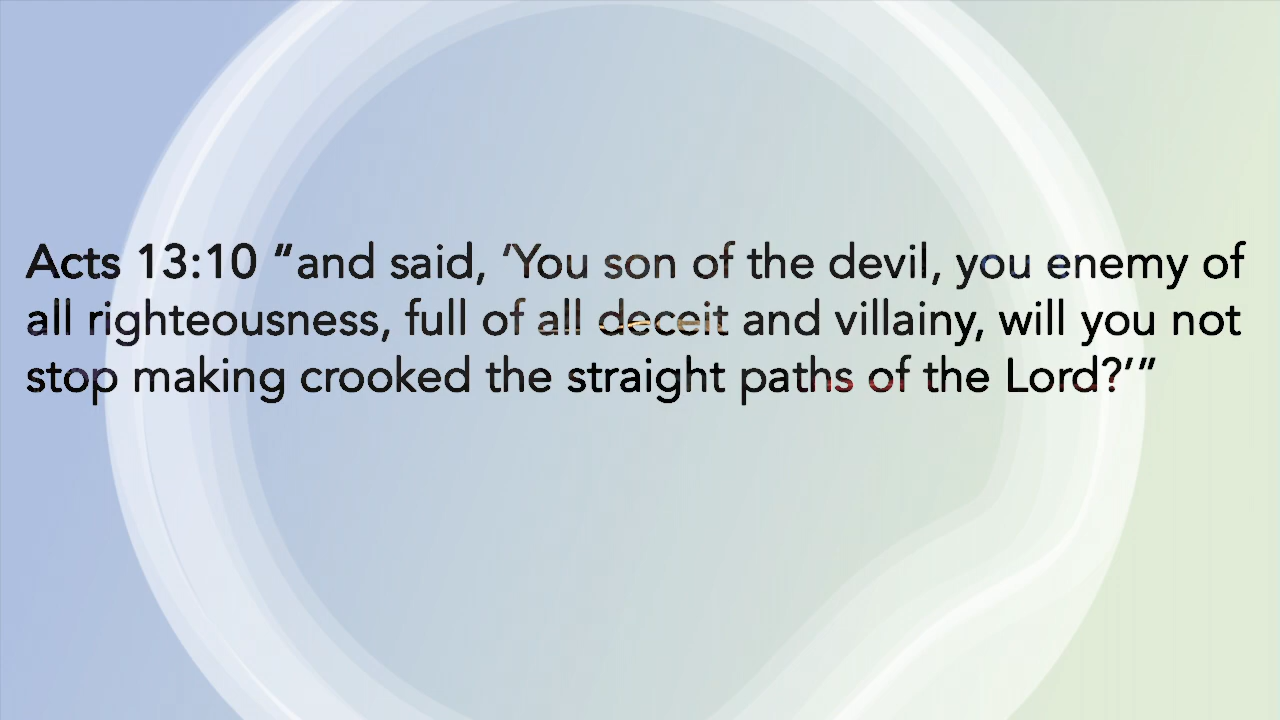 Acts 13:10 “and said, ‘You son of the devil, you enemy of
all righteousness, full of all deceit and villainy, will you not
stop making crooked the straight paths of the Lord?’”